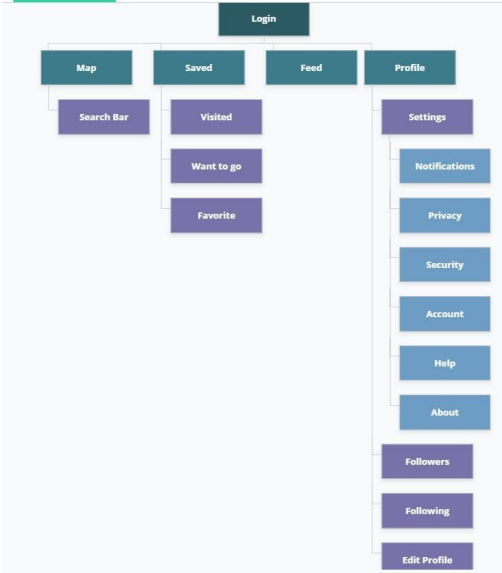 Login
Map
Saved
Feed
Profile
Search Bar
Visited
Want to go
Favorite
Settings
Notifications
Privacy
Security
Account
Help
About
Followers
Following
Edit Profile